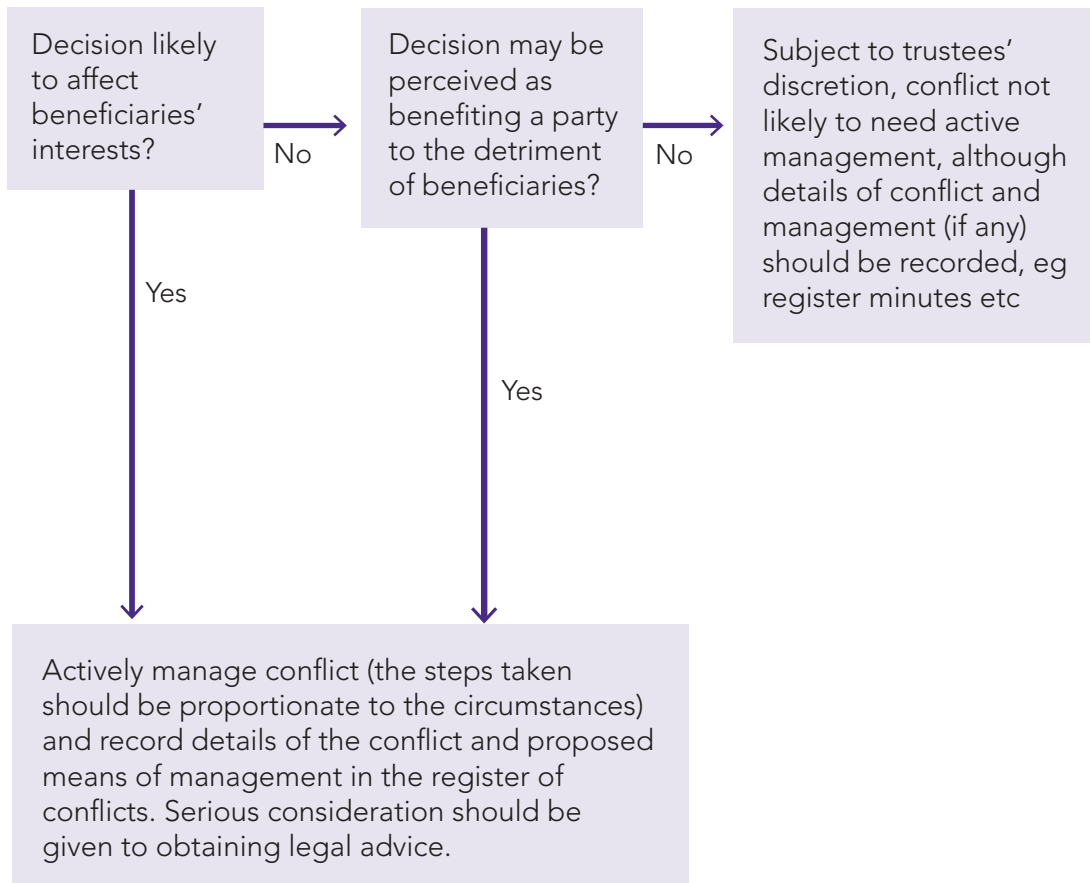 Decision likely
to affect
beneficiaries’
interests?
No
Decision may be
perceived as
benefiting a party
to the detriment
of beneficiaries?
No
Subject to trustees’
discretion, conflict not
likely to need active
management, although
details of conflict and
management (if any)
should be recorded, eg
register minutes etc
Yes
Yes
Actively manage conflict (the steps taken
should be proportionate to the circumstances)
and record details of the conflict and proposed
means of management in the register of
conflicts. Serious consideration should be
given to obtaining legal advice.